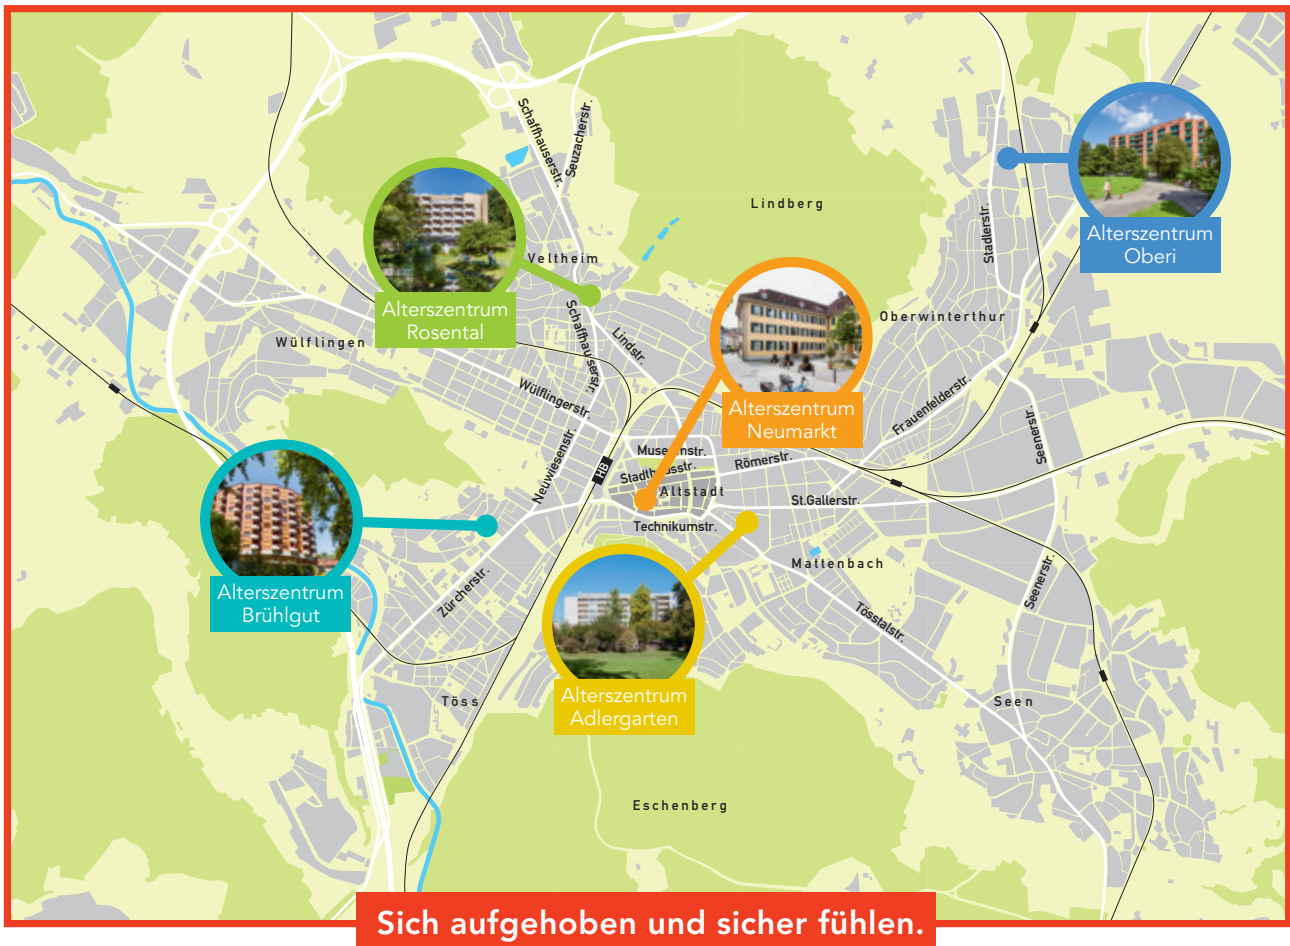 Schaffhauserstr.
Seuzacherstr.
Lindberg
Stadlerstr.
Alterszentrum
Oberi
Veltheim
Alterszentrum
Rosental
Schaffhauserstr.
Lindstr.
Wülflingen
Oberwinterthur
Wülflingerstr.
Alterszentrum
Neumarkt
Frauenfelderstr.
Seenerstr.
Neuwiesenstr.
HB
Museumstr.
Stadthausstr.
Römerstr.
Altstadt
St.Gallerstr.
Technikumstr.
Mattenbach
Alterszentrum
Brühlgut
Zürcherstr.
Seenerstr.
Tösstalstr.
Töss
Alterszentrum
Adlergarten
Seen
Eschenberg
Sich aufgehoben und sicher fühlen.